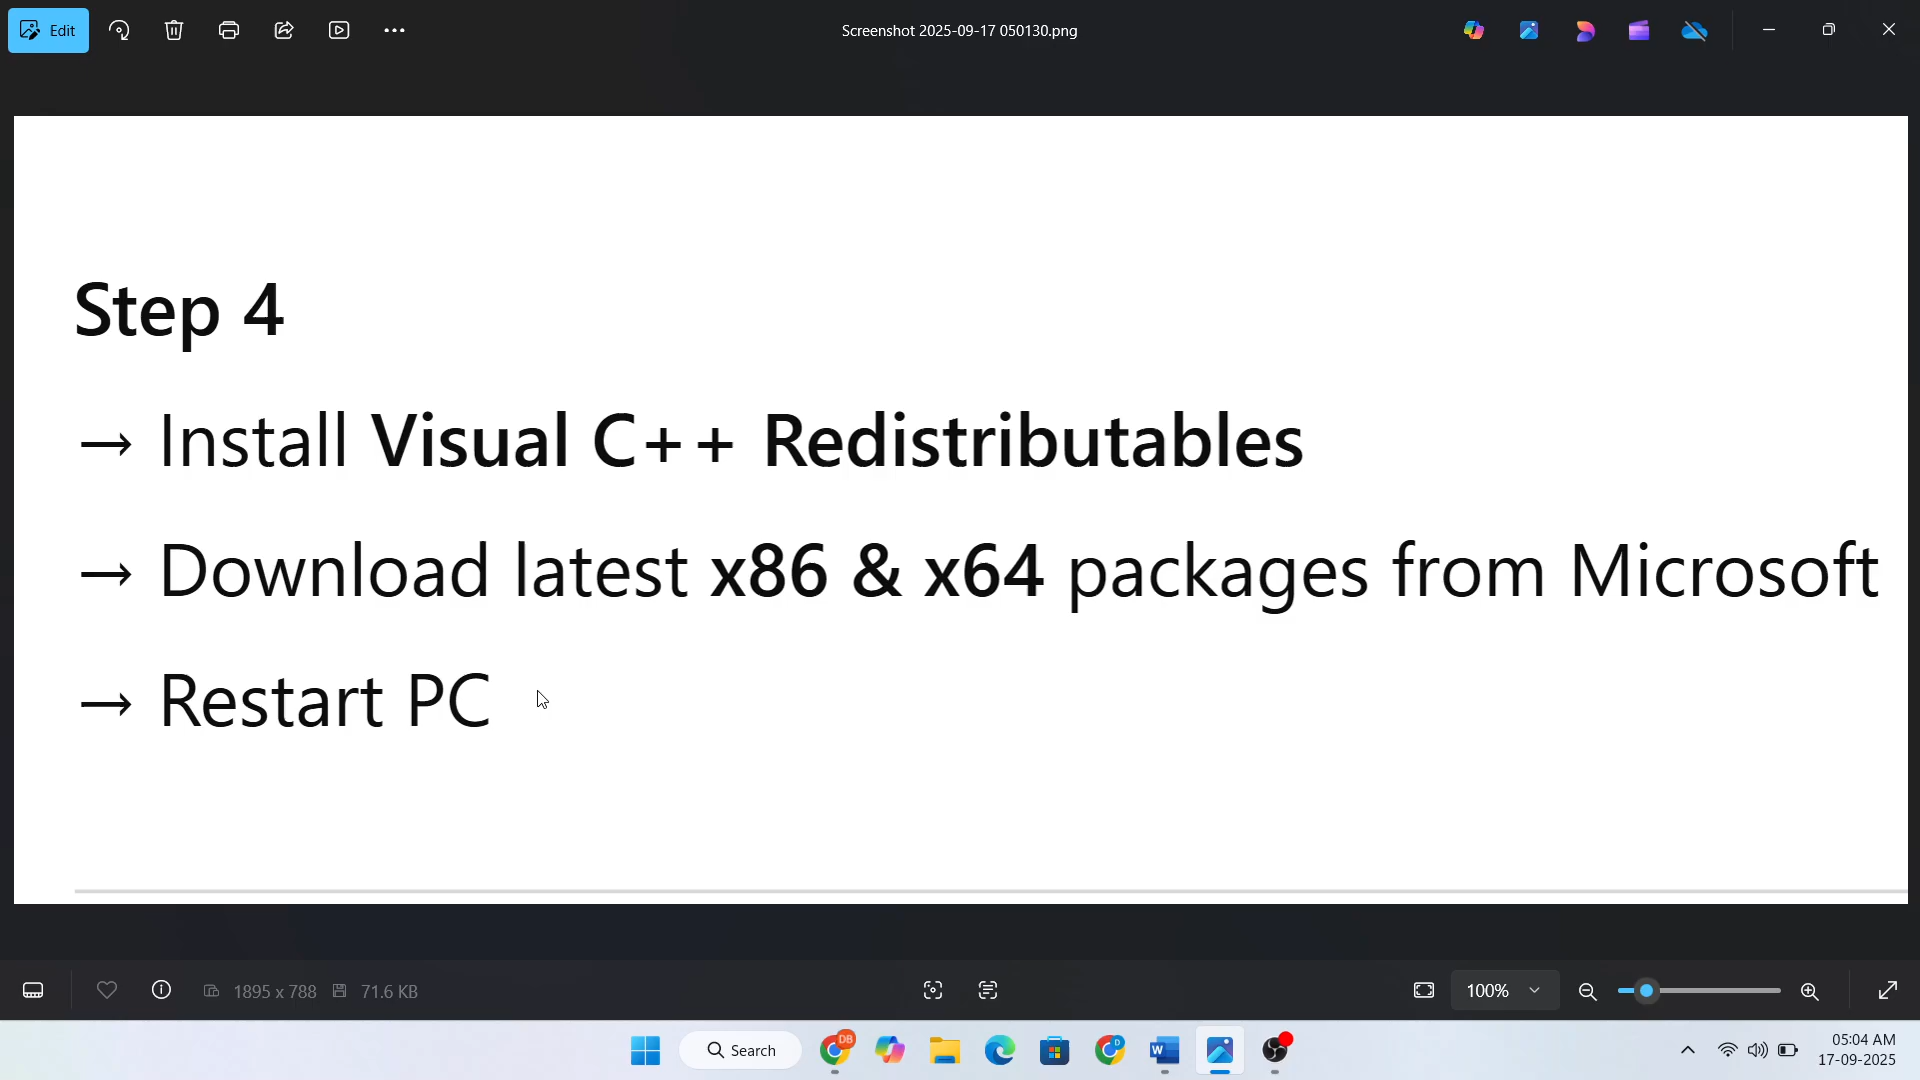 Edit
Screenshot 2025-09-17 050130.png
Step 4
→ Install Visual C++ Redistributables
→ Download latest x86 & x64 packages from Microsoft
→ Restart PC
1895 x 788
71.6 KB
100%
Search
DB
D
W
05:04 AM
17-09-2025